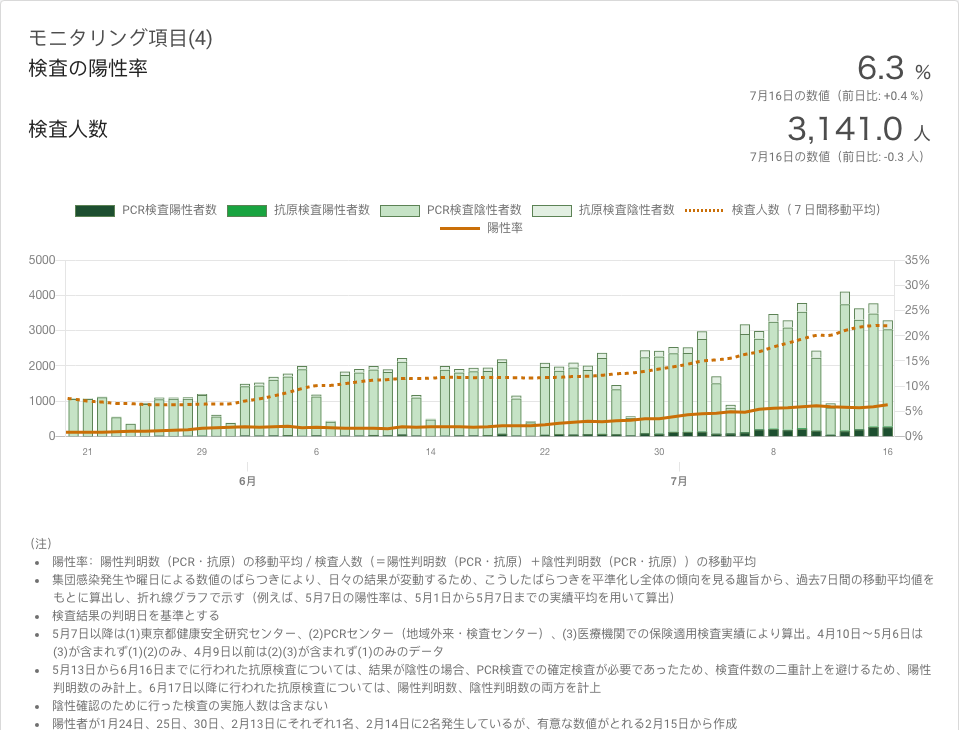 モニタリング項目(4)
検査の陽性率
6.3 %
7月16日の数値（前日比: +0.4 %）
検査人数
3,141.0 人
7月16日の数値（前日比: -0.3 人）
PCR検査陽性者数 抗原検査陽性者数 PCR検査陰性者数 抗原検査陰性者数 検査人数（７日間移動平均）
陽性率
5000 35%
30%
4000
25%
3000 20%
2000 15%
10%
1000
5%
0 0%
21 29 6 14 22 30 8 16
6月 7月
（注）
• 陽性率：陽性判明数（PCR・抗原）の移動平均 / 検査人数（＝陽性判明数（PCR・抗原）＋陰性判明数（PCR・抗原））の移動平均
• 集団感染発生や曜日による数値のばらつきにより、日々の結果が変動するため、こうしたばらつきを平準化し全体の傾向を見る趣旨から、過去7日間の移動平均値を
もとに算出し、折れ線グラフで示す（例えば、5月7日の陽性率は、5月1日から5月7日までの実績平均を用いて算出）
• 検査結果の判明日を基準とする
• 5月7日以降は(1)東京都健康安全研究センター、(2)PCRセンター（地域外来・検査センター）、(3)医療機関での保険適用検査実績により算出。4月10日～5月6日は
(3)が含まれず(1)(2)のみ、4月9日以前は(2)(3)が含まれず(1)のみのデータ
• 5月13日から6月16日までに行われた抗原検査については、結果が陰性の場合、PCR検査での確定検査が必要であったため、検査件数の二重計上を避けるため、陽性
判明数のみ計上。6月17日以降に行われた抗原検査については、陽性判明数、陰性判明数の両方を計上
• 陰性確認のために行った検査の実施人数は含まない
• 陽性者が1月24日、25日、30日、2月13日にそれぞれ1名、2月14日に2名発生しているが、有意な数値がとれる2月15日から作成